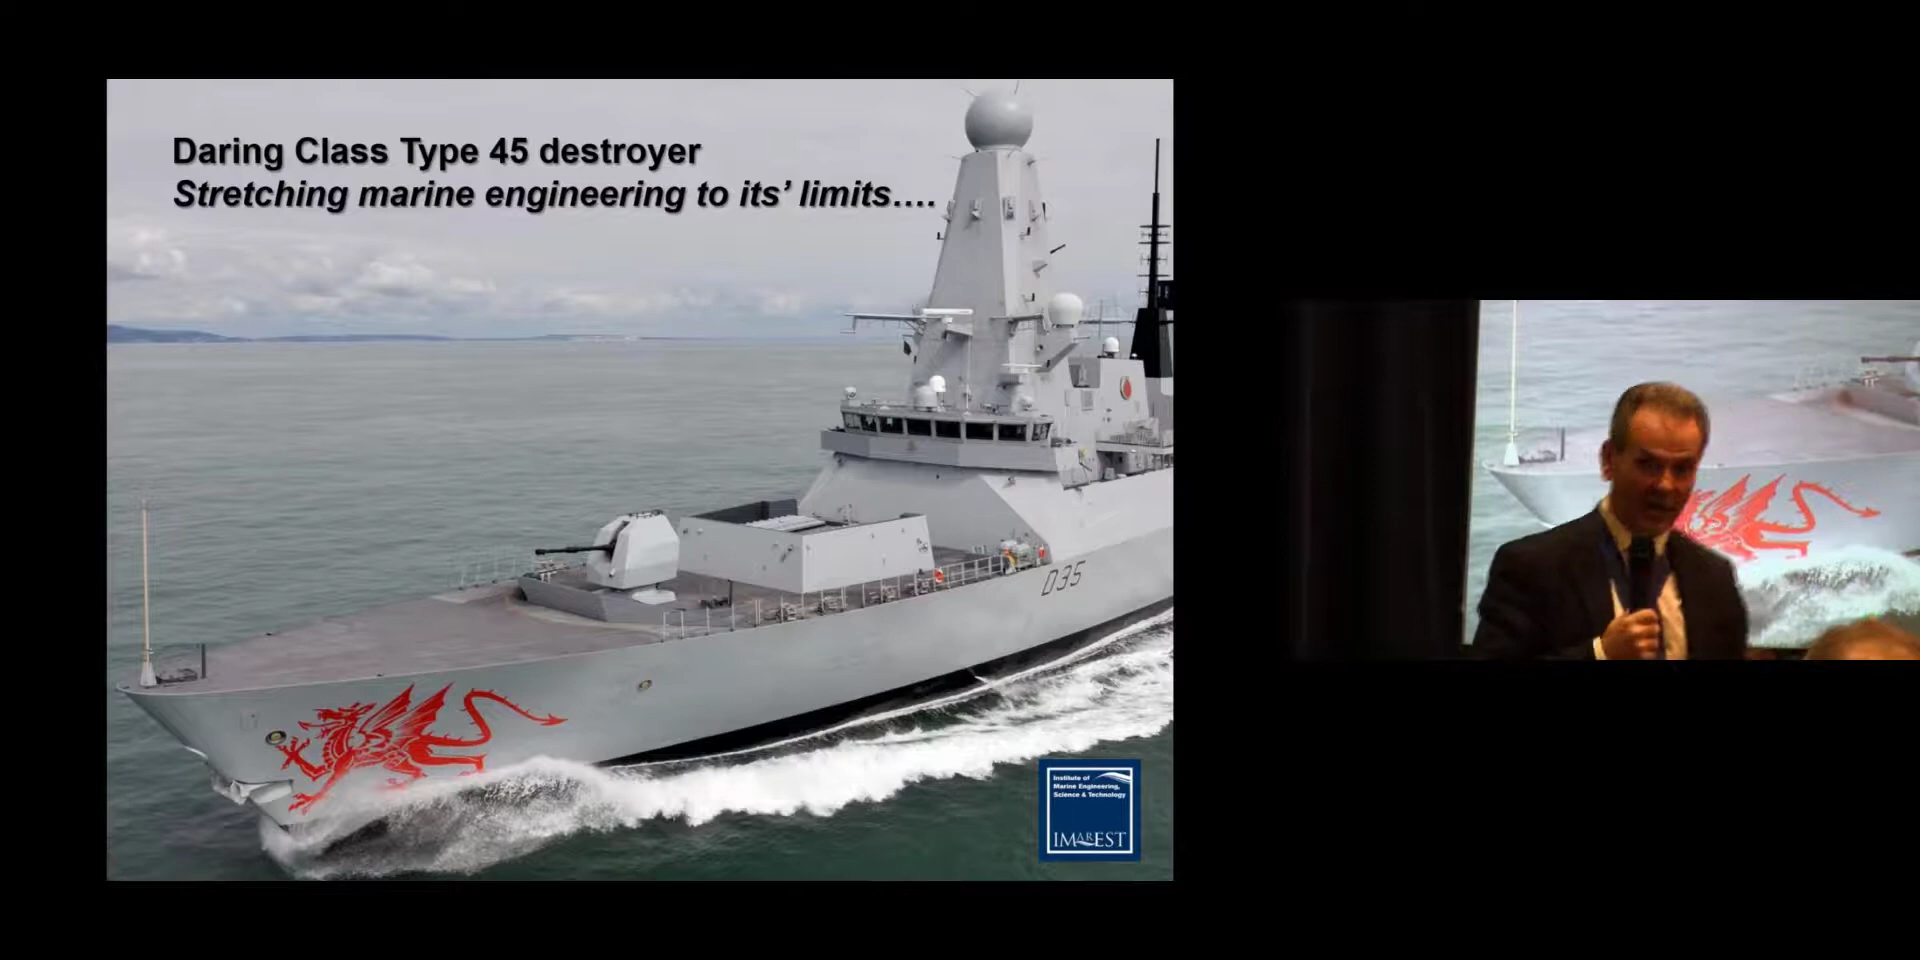 Daring Class Type 45 destroyer
Stretching marine engineering to its’ limits....
D35
Institute of
Marine Engineering,
Science & Technology
IMarEST